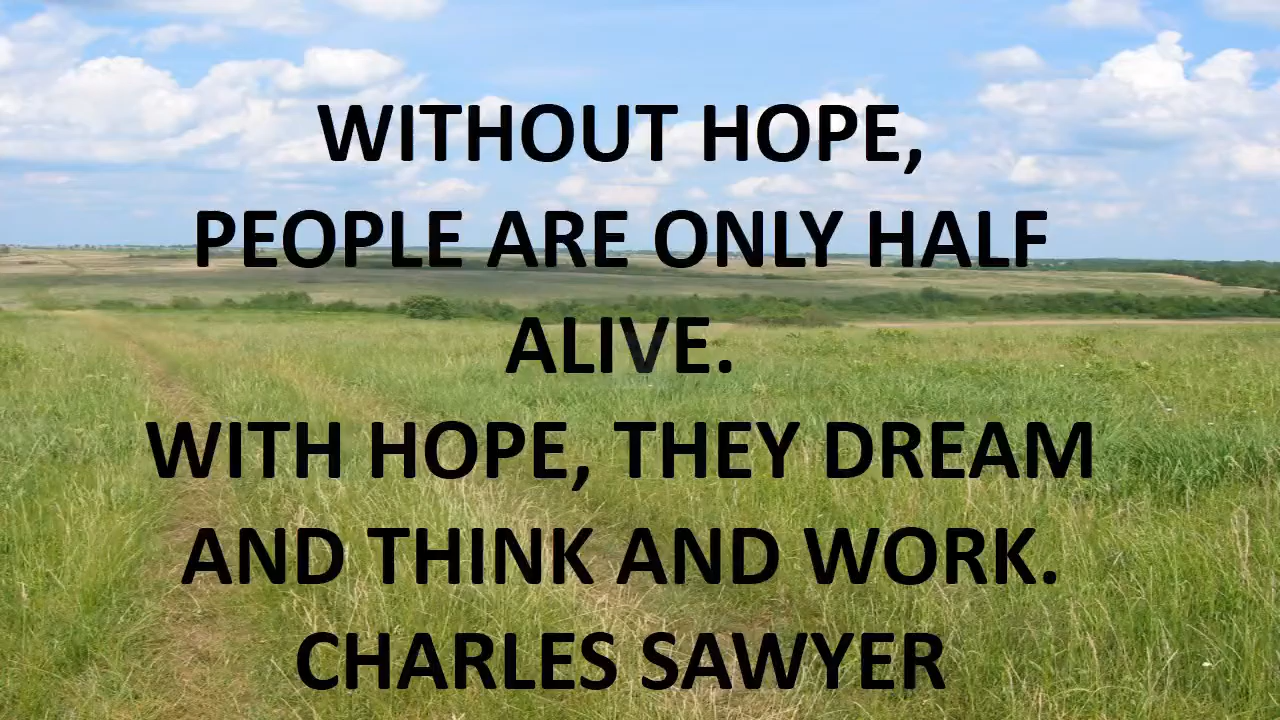 WITHOUT HOPE,
PEOPLE ARE ONLY HALF
ALIVE.
WITH HOPE, THEY DREAM
AND THINK AND WORK.
CHARLES SAWYER